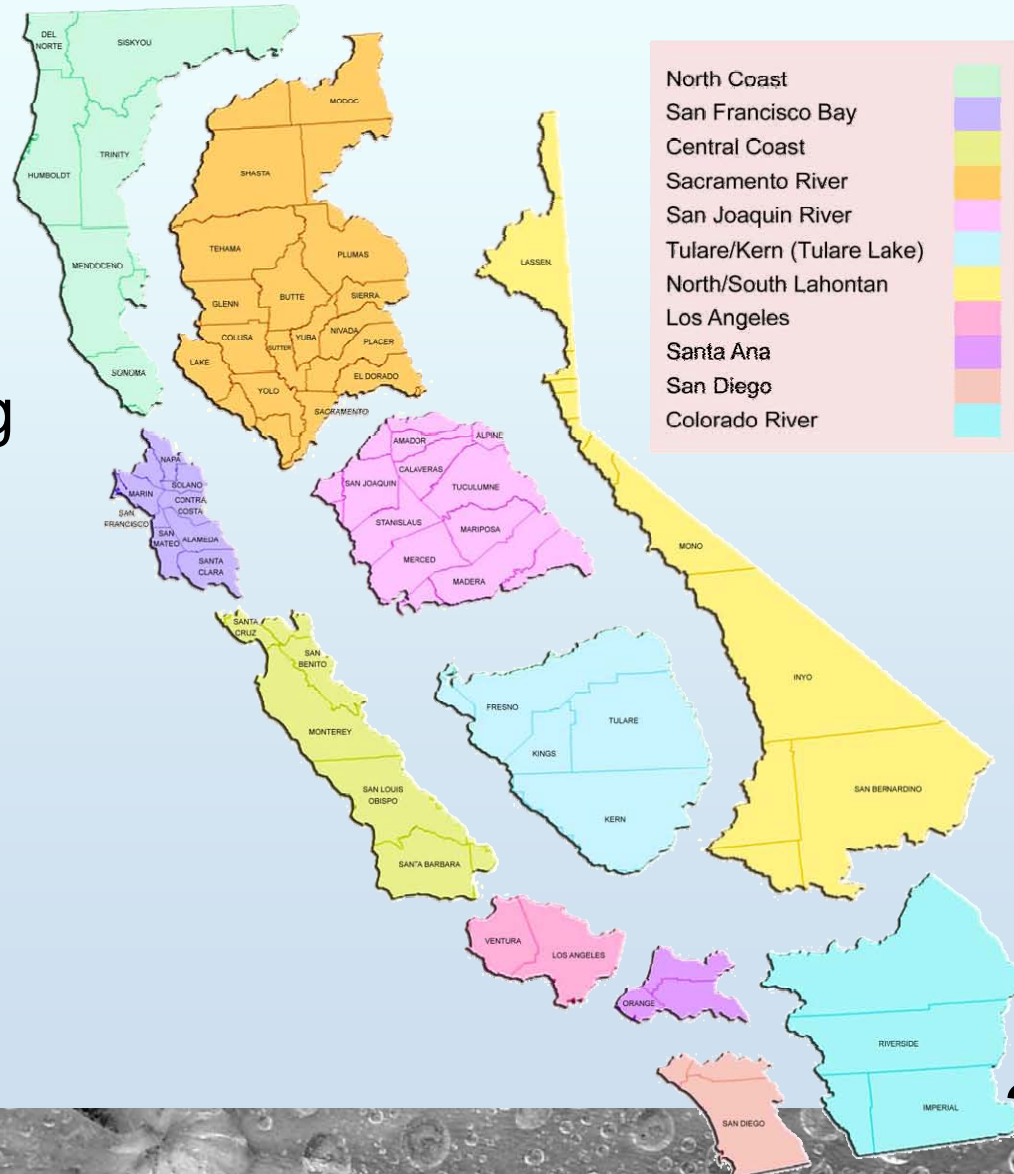 North Coast
San Francisco Bay
Central Coast
Sacramento River
San Joaquin River
Tulare/Kern (Tulare Lake)
North/South Lahontan
Los Angeles
Santa Ana
San Diego
Colorado River
DEL
NORTE
SISKYOU
TRINITY
HUMBOLDT
MENDOCENO
SONOMA
MODOC
SHASTA
TEHAMA
PLUMAS
GLENN
BUTTE
SIERRA
COLUSA
SUTTER
YUBA
NIVADA
PLACER
LAKE
YOLO
EL DORADO
SACRAMENTO
LASSEN
MONO
INYO
SAN BERNARDINO
g
NAPA
SOLANO
MARIN
CONTRA
COSTA
SAN
FRANCISCO
SAN
MATEO
ALAMEDA
SANTA
CLARA
AMADOR
ALPINE
CALAVERAS
SAN JOAQUIN
TUCULUMNE
STANISLAUS
MARIPOSA
MERCED
MADERA
SANTA
CRUZ
SAN
BENITO
MONTEREY
SAN LOUIS
OBISPO
SANTA BARBARA
FRESNO
TULARE
KINGS
KERN
VENTURA
LOS ANGELES
ORANGE
RIVERSIDE
IMPERIAL
SAN DIEGO